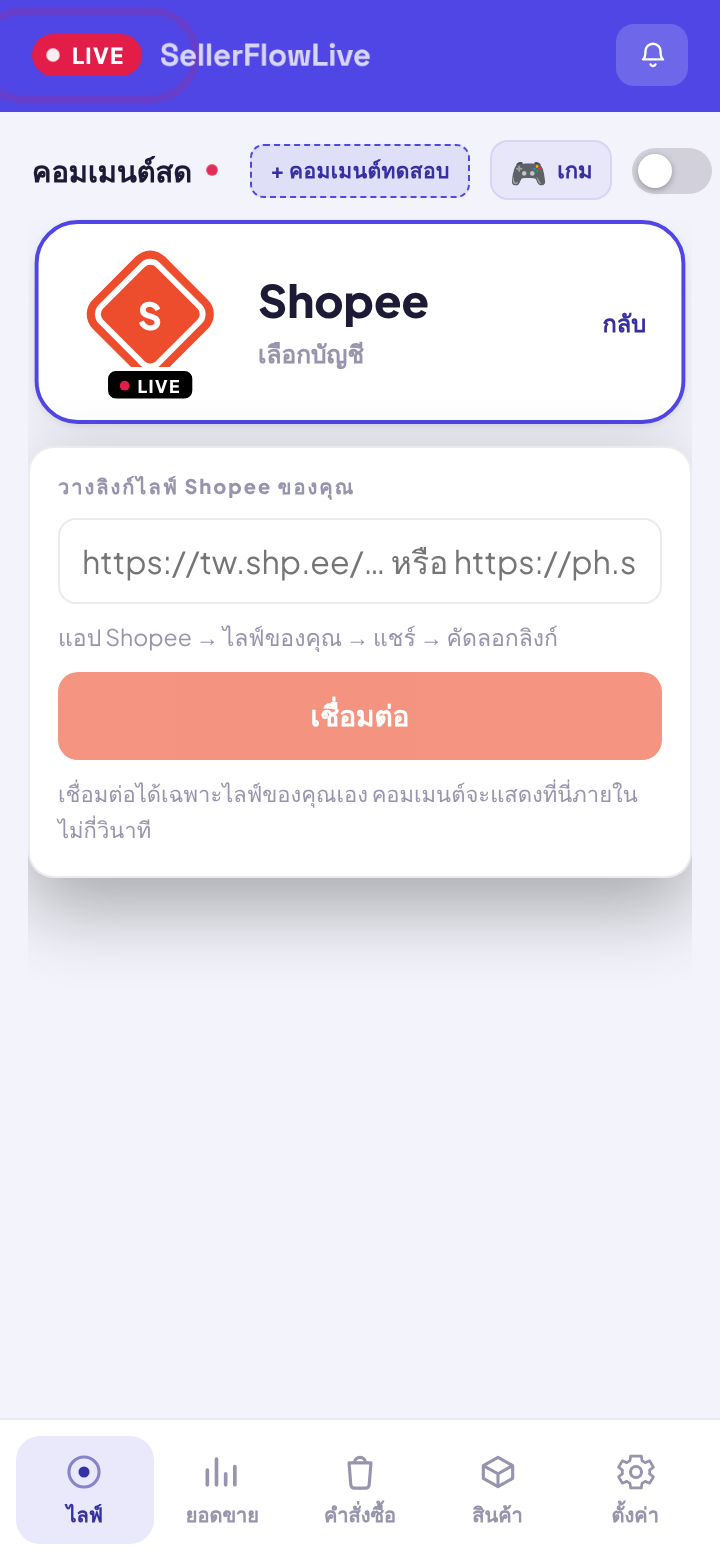 LIVE SellerFlowLive
คอมเมนต์สด + คอมเมนต์ทดสอบ 🎮 เกม
S
LIVE
Shopee
เลือกบัญชี
กลับ
วางลิงก์ไลฟ์ Shopee ของคุณ
https://tw.shp.ee/… หรือ https://ph.s
แอป Shopee → ไลฟ์ของคุณ → แชร์ → คัดลอกลิงก์
เชื่อมต่อ
เชื่อมต่อได้เฉพาะไลฟ์ของคุณเอง คอมเมนต์จะแสดงที่นี่ภายใน
ไม่กี่วินาที
ไลฟ์ ยอดขาย คำสั่งซื้อ สินค้า ตั้งค่า